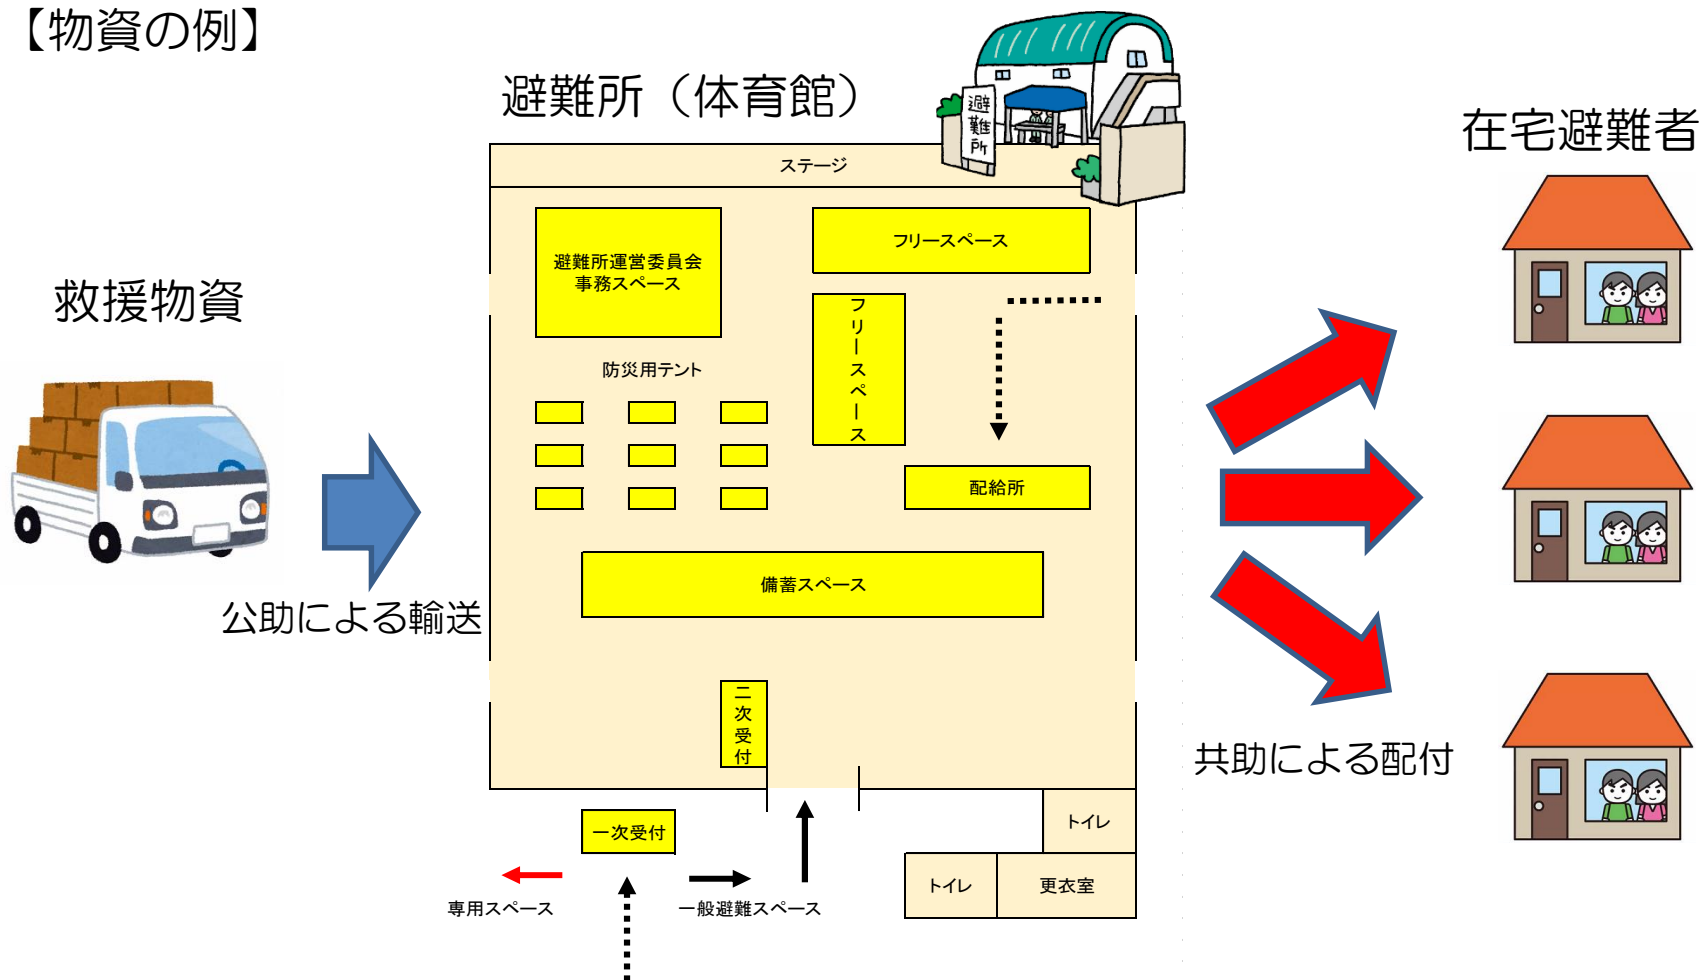 【物資の例】
避難所（体育館）
避難所
在宅避難者
ステージ
避難所運営委員会
事務スペース
フリースペース
救援物資
フリースペース
防災用テント
配給所
備蓄スペース
公助による輸送
二次受付
共助による配付
一次受付
トイレ
トイレ
更衣室
専用スペース
一般避難スペース